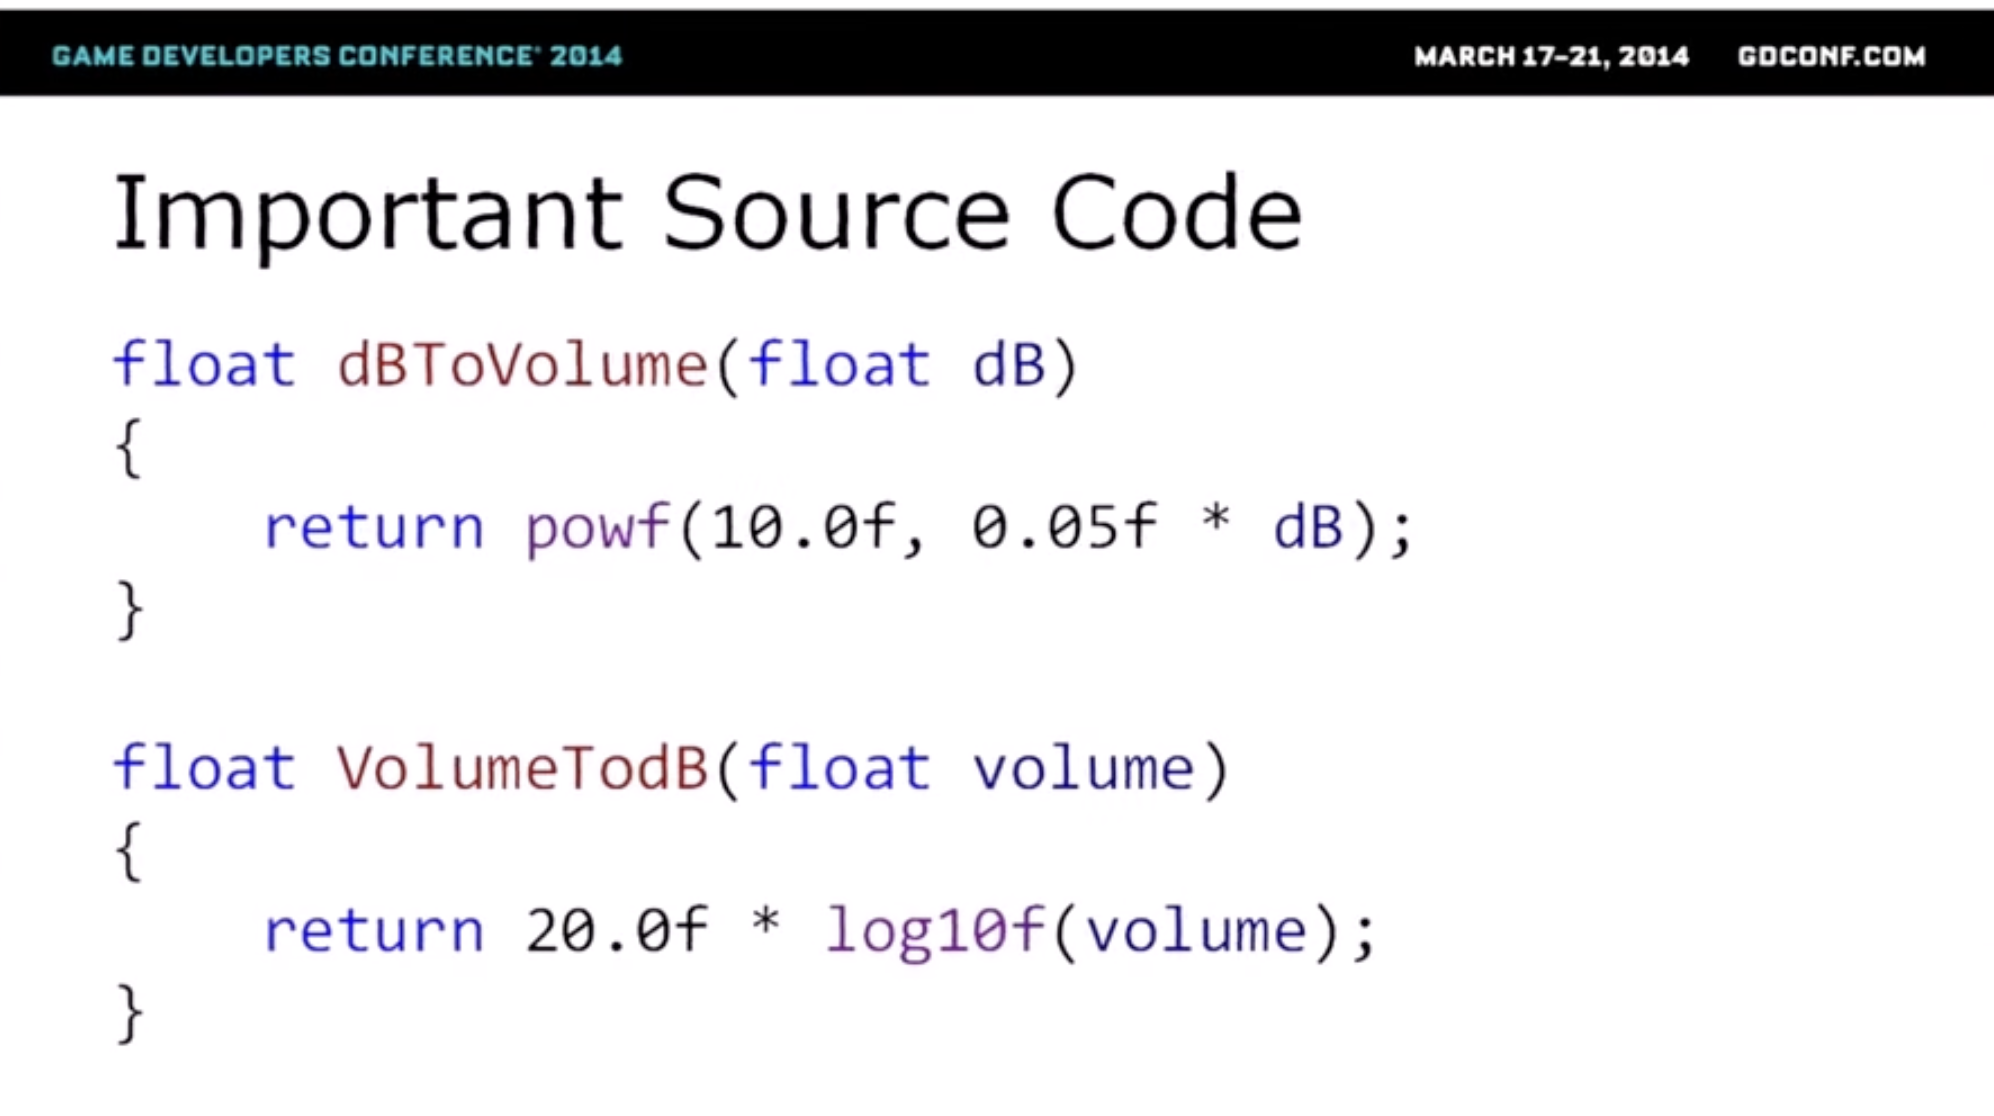 GAME DEVELOPERS CONFERENCE® 2014 MARCH 17-21, 2014 GDCONF.COM
Important Source Code
float dBToVolume(float dB)
{
    return powf(10.0f, 0.05f * dB);
}
float VolumeTodB(float volume)
{
    return 20.0f * log10f(volume);
}